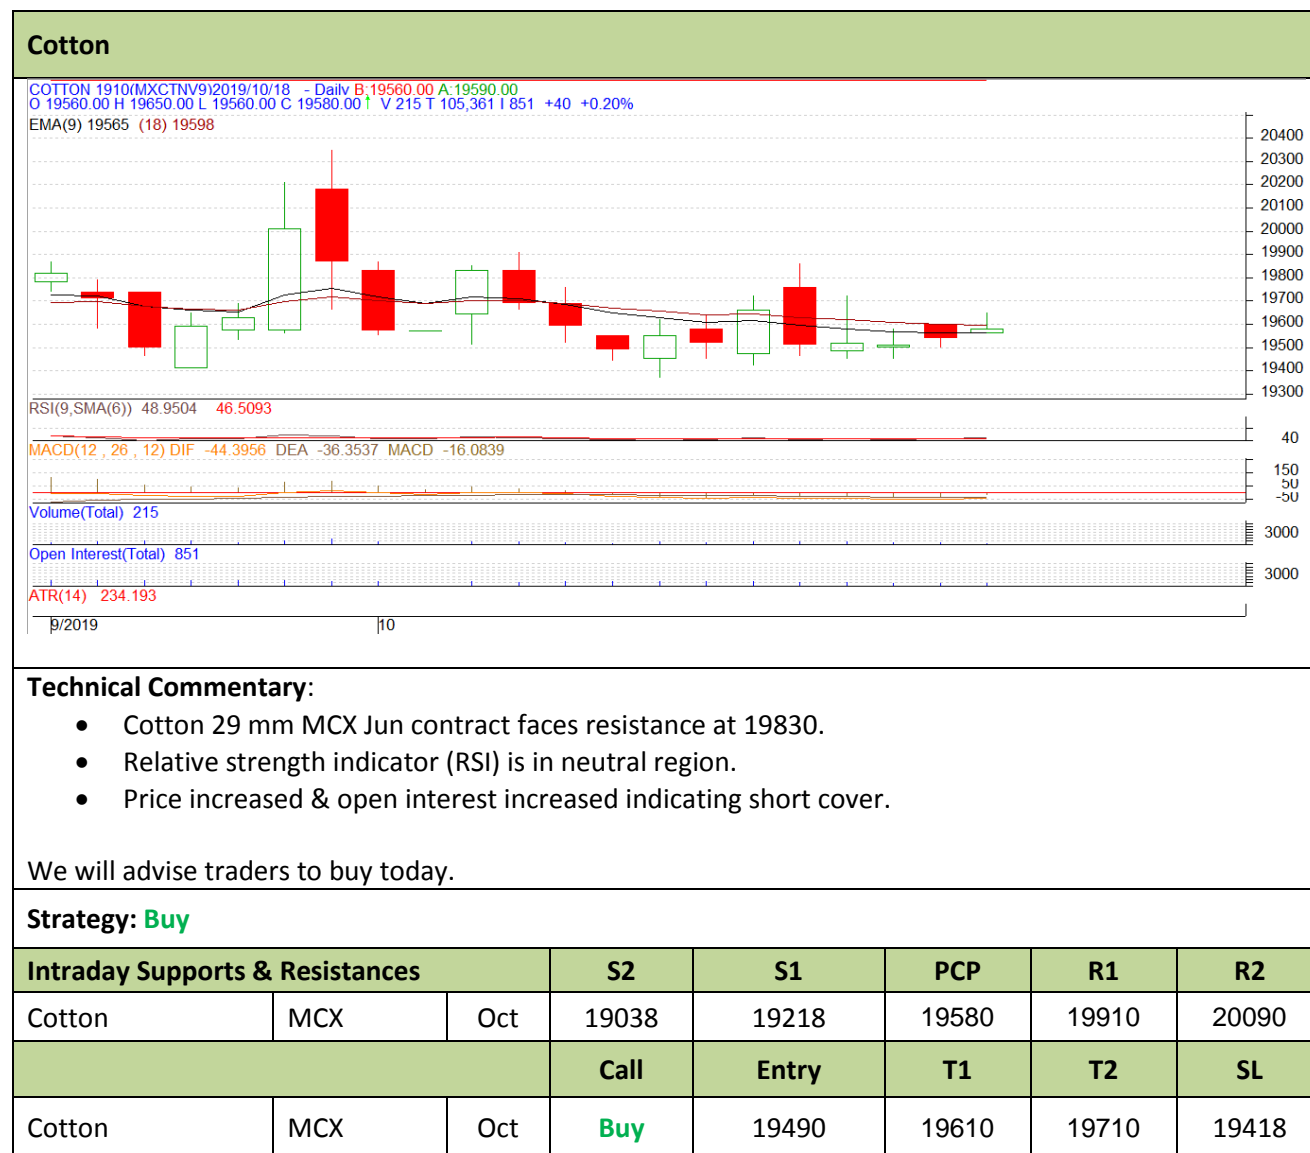 Cotton
COTTON 1910(MXCTNV9)2019/10/18 - Daily B:19560.00 A:19590.00
O 19560.00 H 19650.00 L 19560.00 C 19580.00↑ V 215 T 105,361 I 851 +40 +0.20%
EMA(9) 19565 (18) 19598
20400
20300
20200
20100
20000
19900
19800
19700
19600
19500
19400
19300
RSI(9,SMA(6)) 48.9504 46.5093
40
MACD(12 , 26 , 12) DIF -44.3956 DEA -36.3537 MACD -16.0839
150
50
-50
Volume(Total) 215
3000
Open Interest(Total) 851
3000
ATR(14) 234.193
9/2019 10
Technical Commentary:
• Cotton 29 mm MCX Jun contract faces resistance at 19830.
• Relative strength indicator (RSI) is in neutral region.
• Price increased & open interest increased indicating short cover.
We will advise traders to buy today.
Strategy: Buy
Intraday Supports & Resistances S2 S1 PCP R1 R2
Cotton MCX Oct 19038 19218 19580 19910 20090
Call Entry T1 T2 SL
Cotton MCX Oct Buy 19490 19610 19710 19418